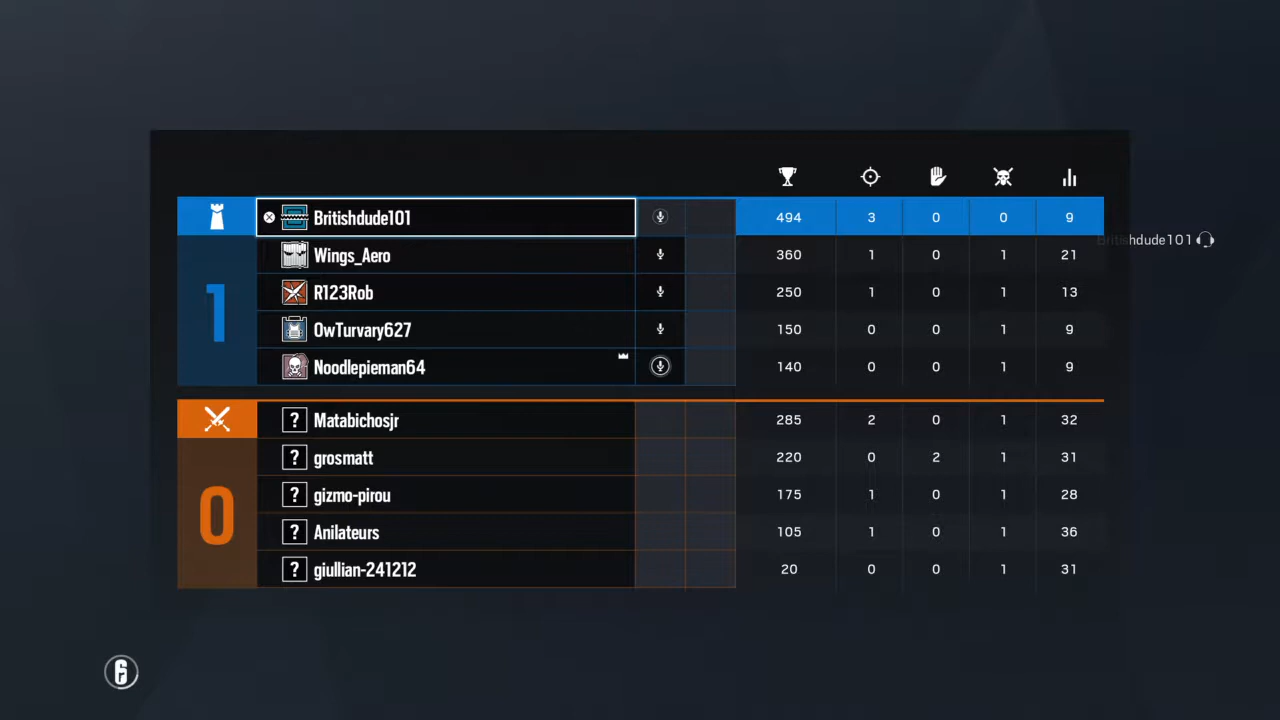 Britishdude101 494 3 0 0 9
Britishdude101
1
Wings_Aero 360 1 0 1 21
R123Rob 250 1 0 1 13
OwTurvary627 150 0 0 1 9
Noodlepieman64 140 0 0 1 9
0
? Matabichosjr 285 2 0 1 32
? grosmatt 220 0 2 1 31
? gizmo-pirou 175 1 0 1 28
? Anilateurs 105 1 0 1 36
? giullian-241212 20 0 0 1 31
6